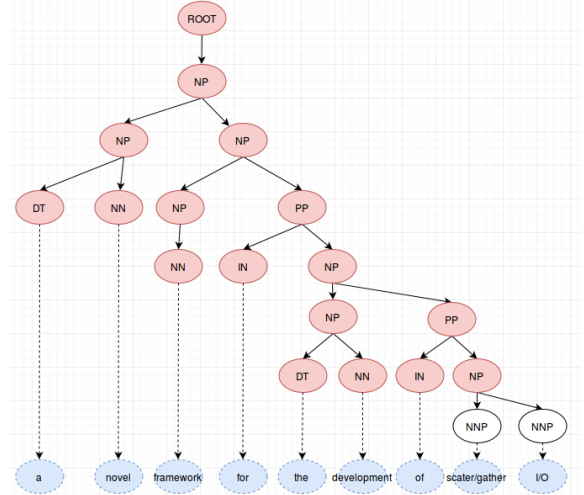 ROOT
NP
NP NP
DT NN NP PP
NN IN NP
NP PP
DT NN IN NP
NNP NNP
a novel framework for the development of scater/gather I/O